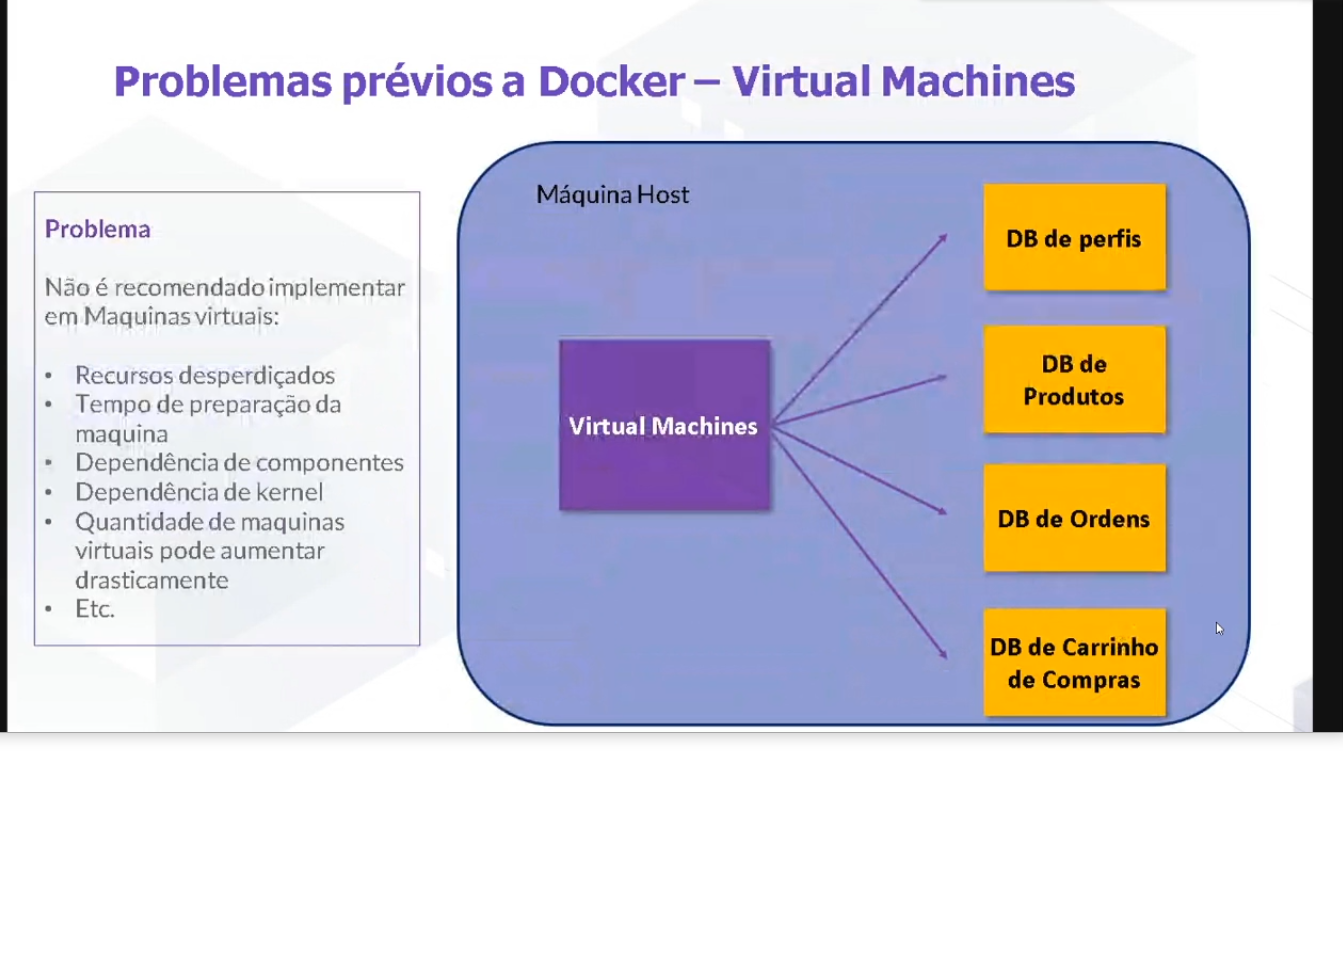 Problemas prévios a Docker – Virtual Machines
Problema
Não é recomendado implementar
em Maquinas virtuais:
• Recursos desperdiçados
• Tempo de preparação da
maquina
• Dependência de componentes
• Dependência de kernel
• Quantidade de maquinas
virtuais pode aumentar
drasticamente
• Etc.
Máquina Host
Virtual Machines
DB de perfis
DB de
Produtos
DB de Ordens
DB de Carrinho
de Compras